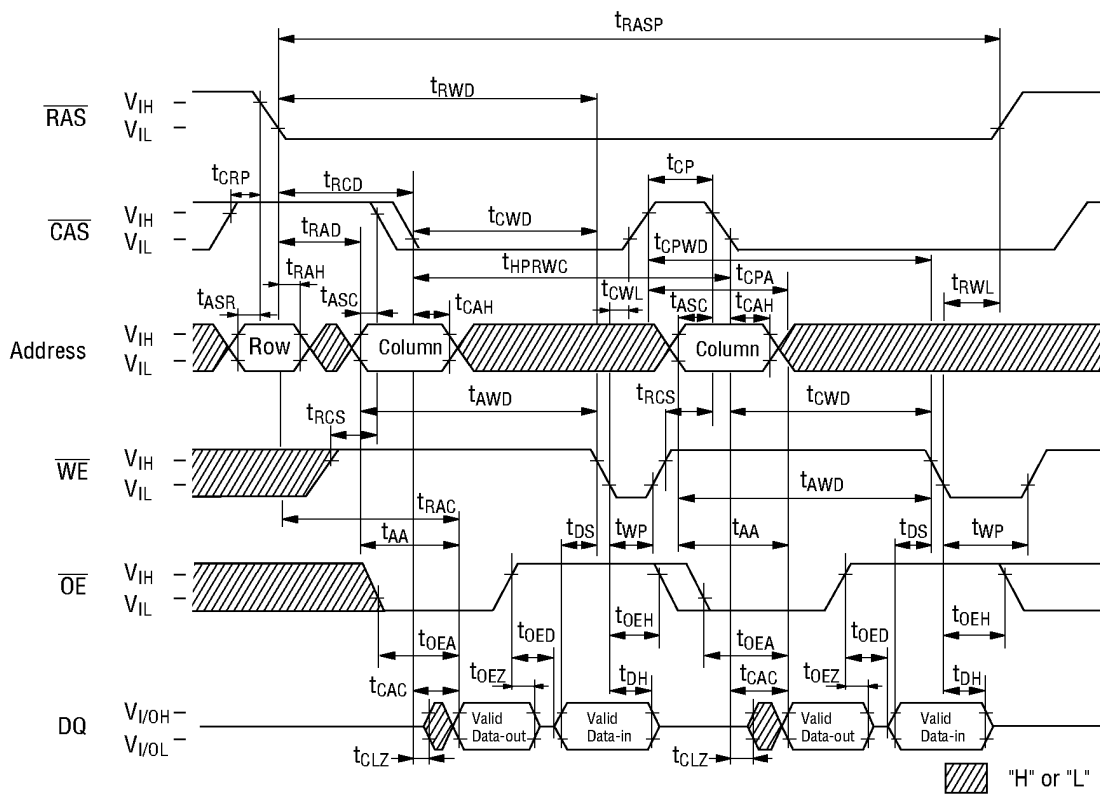 tRASP
tRWD
RAS
VIH
VIL
tCRP
tRCD
tCP
CAS
VIH
VIL
tRAD
tCWD
tCPWD
tRAH
tHPRWC
tCPA
tASR
tASC
tCAH
tCWL
tASC
tCAH
tRWL
Address
VIH
VIL
Row
Column
Column
tRCS
tAWD
tRCS
tCWD
WE
VIH
VIL
tRAC
tAWD
tAA
tDS
tWP
tAA
tDS
tWP
OE
VIH
VIL
tOEA
tOED
tOEH
tOEA
tOED
tOEH
tCAC
tOEZ
tDH
tCAC
tOEZ
tDH
DQ
VI/OH
VI/OL
Valid
Data-out
Valid
Data-in
Valid
Data-out
Valid
Data-in
tCLZ
tCLZ
"H" or "L"